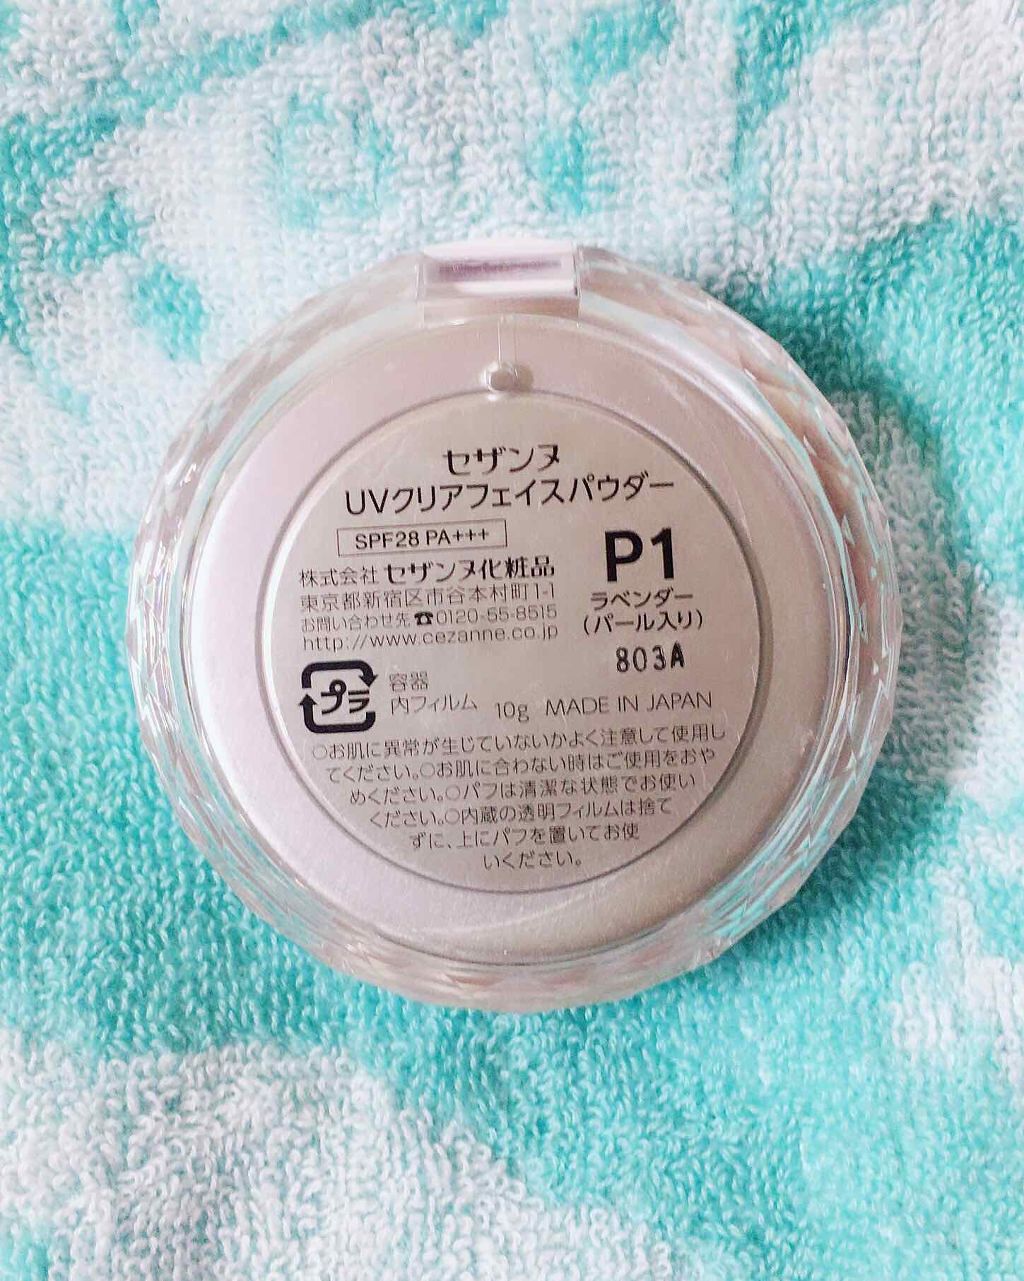 セザンヌ
UVクリアフェイスパウダー
SPF28 PA+++
株式会社 セザンヌ化粧品
東京都新宿区市谷本村町1-1
お問い合わせ先☎0120-55-8515
http://www.cezanne.co.jp
P1
ラベンダー
(パール入り)
803A
プラ
容器
内フィルム
10g MADE IN JAPAN
○お肌に異常が生じていないかよく注意して使用し
てください。○お肌に合わない時はご使用をおや
めください。○パフは清潔な状態でお使い
ください。○内蔵の透明フィルムは捨て
ずに、上にパフを置いてお使
いください。